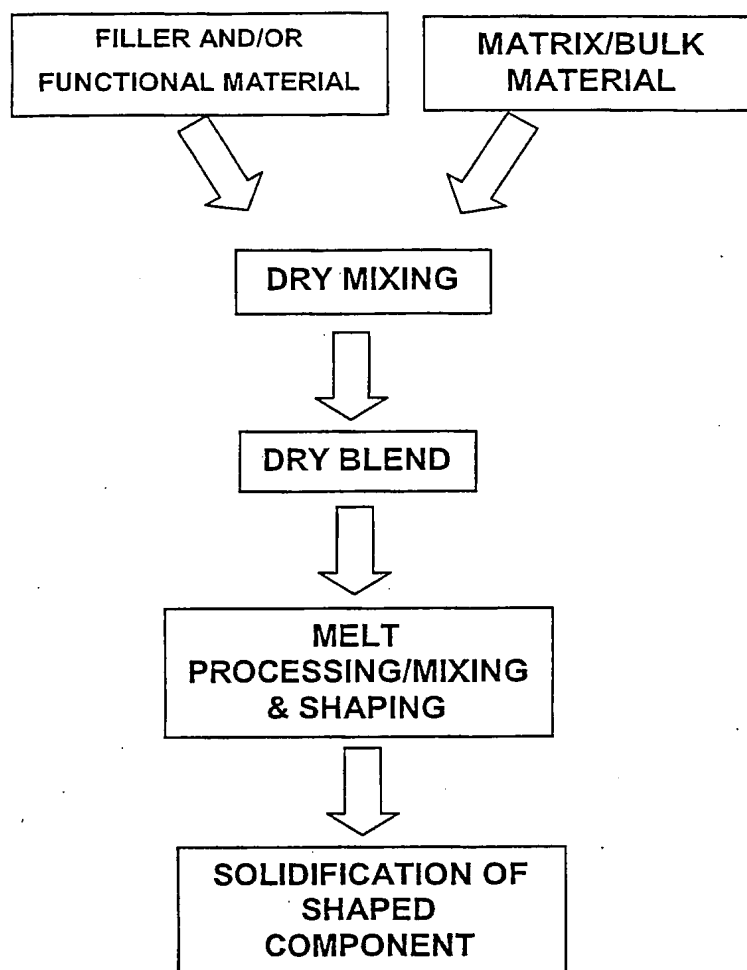 FILLER AND/OR
FUNCTIONAL MATERIAL
MATRIX/BULK
MATERIAL
DRY MIXING
DRY BLEND
MELT
PROCESSING/MIXING
& SHAPING
SOLIDIFICATION OF
SHAPED
COMPONENT